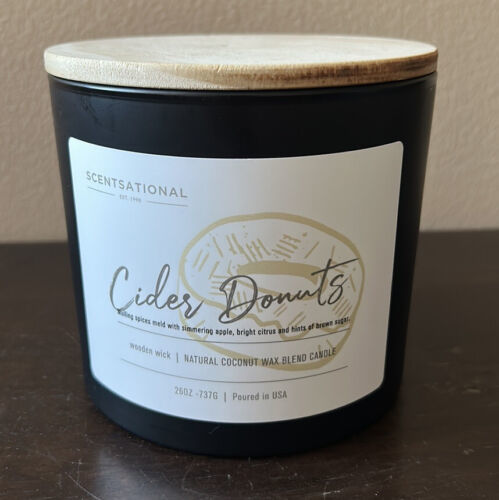 SCENTSATIONAL
EST. 1998
Cider Donuts
Mulling spices meld with simmering apple, bright citrus and hints of brown sugar.
wooden wick | NATURAL COCONUT WAX BLEND CANDLE
26OZ -737G | Poured in USA